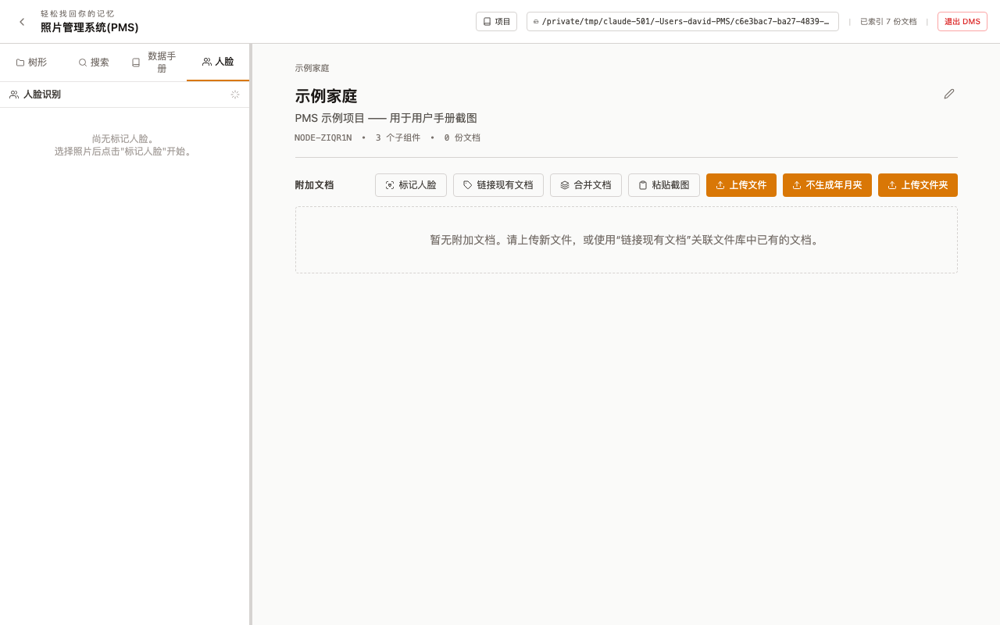 轻松找回你的记忆
照片管理系统(PMS)
项目
/private/tmp/claude-501/-Users-david-PMS/c6e3bac7-ba27-4839-…
已索引 7 份文档
退出 DMS
树形
搜索
数据手
册
人脸
人脸识别
尚无标记人脸。
选择照片后点击"标记人脸"开始。
示例家庭
示例家庭
PMS 示例项目 —— 用于用户手册截图
NODE-ZIQR1N • 3 个子组件 • 0 份文档
附加文档
标记人脸
链接现有文档
合并文档
粘贴截图
上传文件
不生成年月夹
上传文件夹
暂无附加文档。请上传新文件，或使用“链接现有文档”关联文件库中已有的文档。